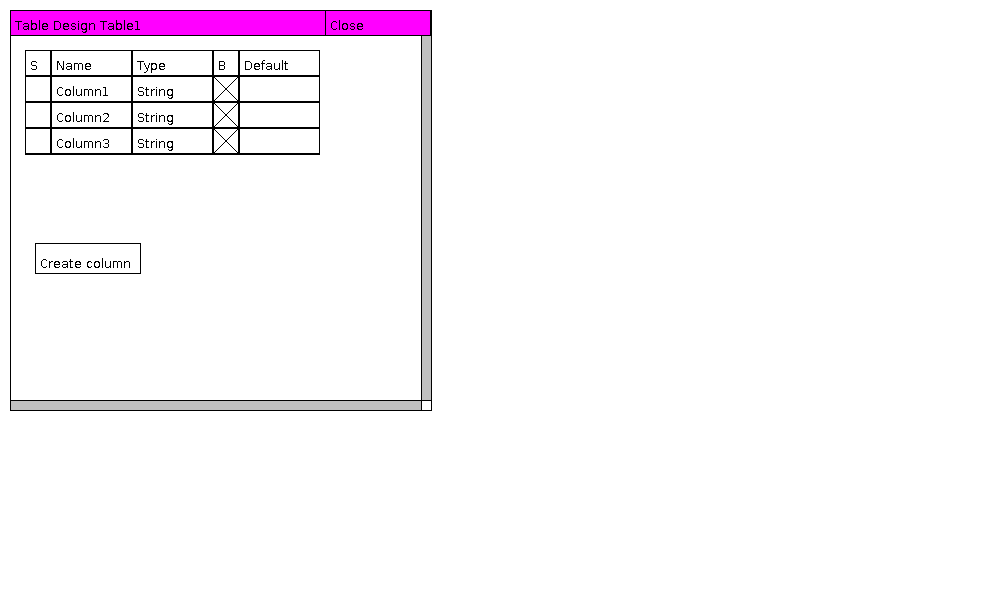 Table Design Table1 Close
S Name Type B Default
Column1 String
Column2 String
Column3 String
Create column